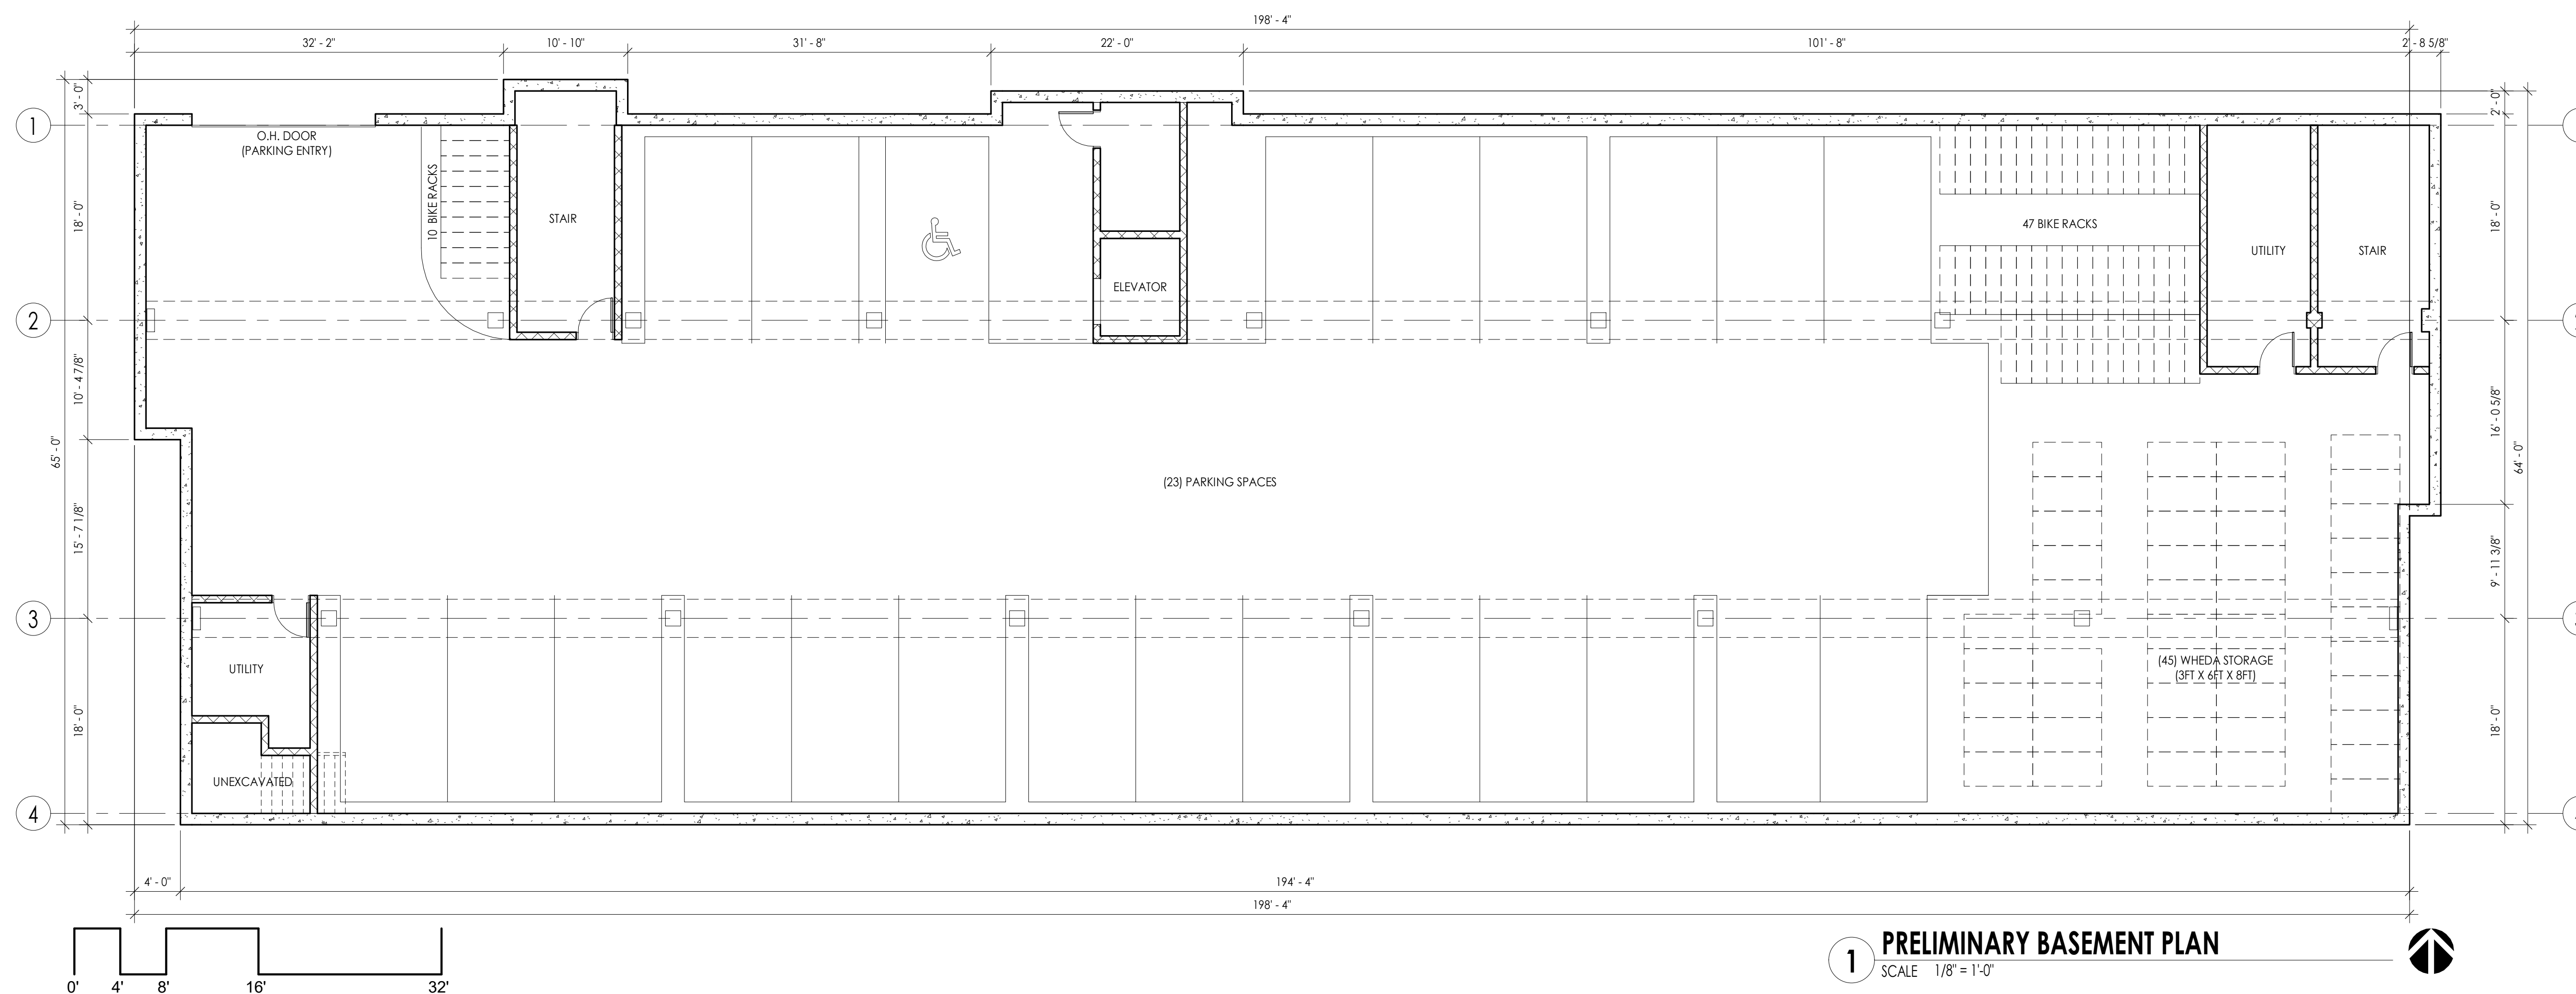 198' - 4"
32' - 2"
10' - 10"
31' - 8"
22' - 0"
101' - 8"
2' - 8 5/8"
3' - 0"
2' - 0"
1
O.H. DOOR
(PARKING ENTRY)
10 BIKE RACKS
18' - 0"
STAIR
47 BIKE RACKS
UTILITY
STAIR
18' - 0"
ELEVATOR
2
10' - 4 7/8"
16' - 0 5/8"
65' - 0"
64' - 0"
(23) PARKING SPACES
15' - 7 1/8"
9' - 11 3/8"
3
UTILITY
(45) WHEDA STORAGE
(3FT X 6FT X 8FT)
18' - 0"
18' - 0"
UNEXCAVATED
4
4' - 0"
194' - 4"
198' - 4"
0'
4'
8'
16'
32'
1
PRELIMINARY BASEMENT PLAN
SCALE 1/8" = 1'-0"